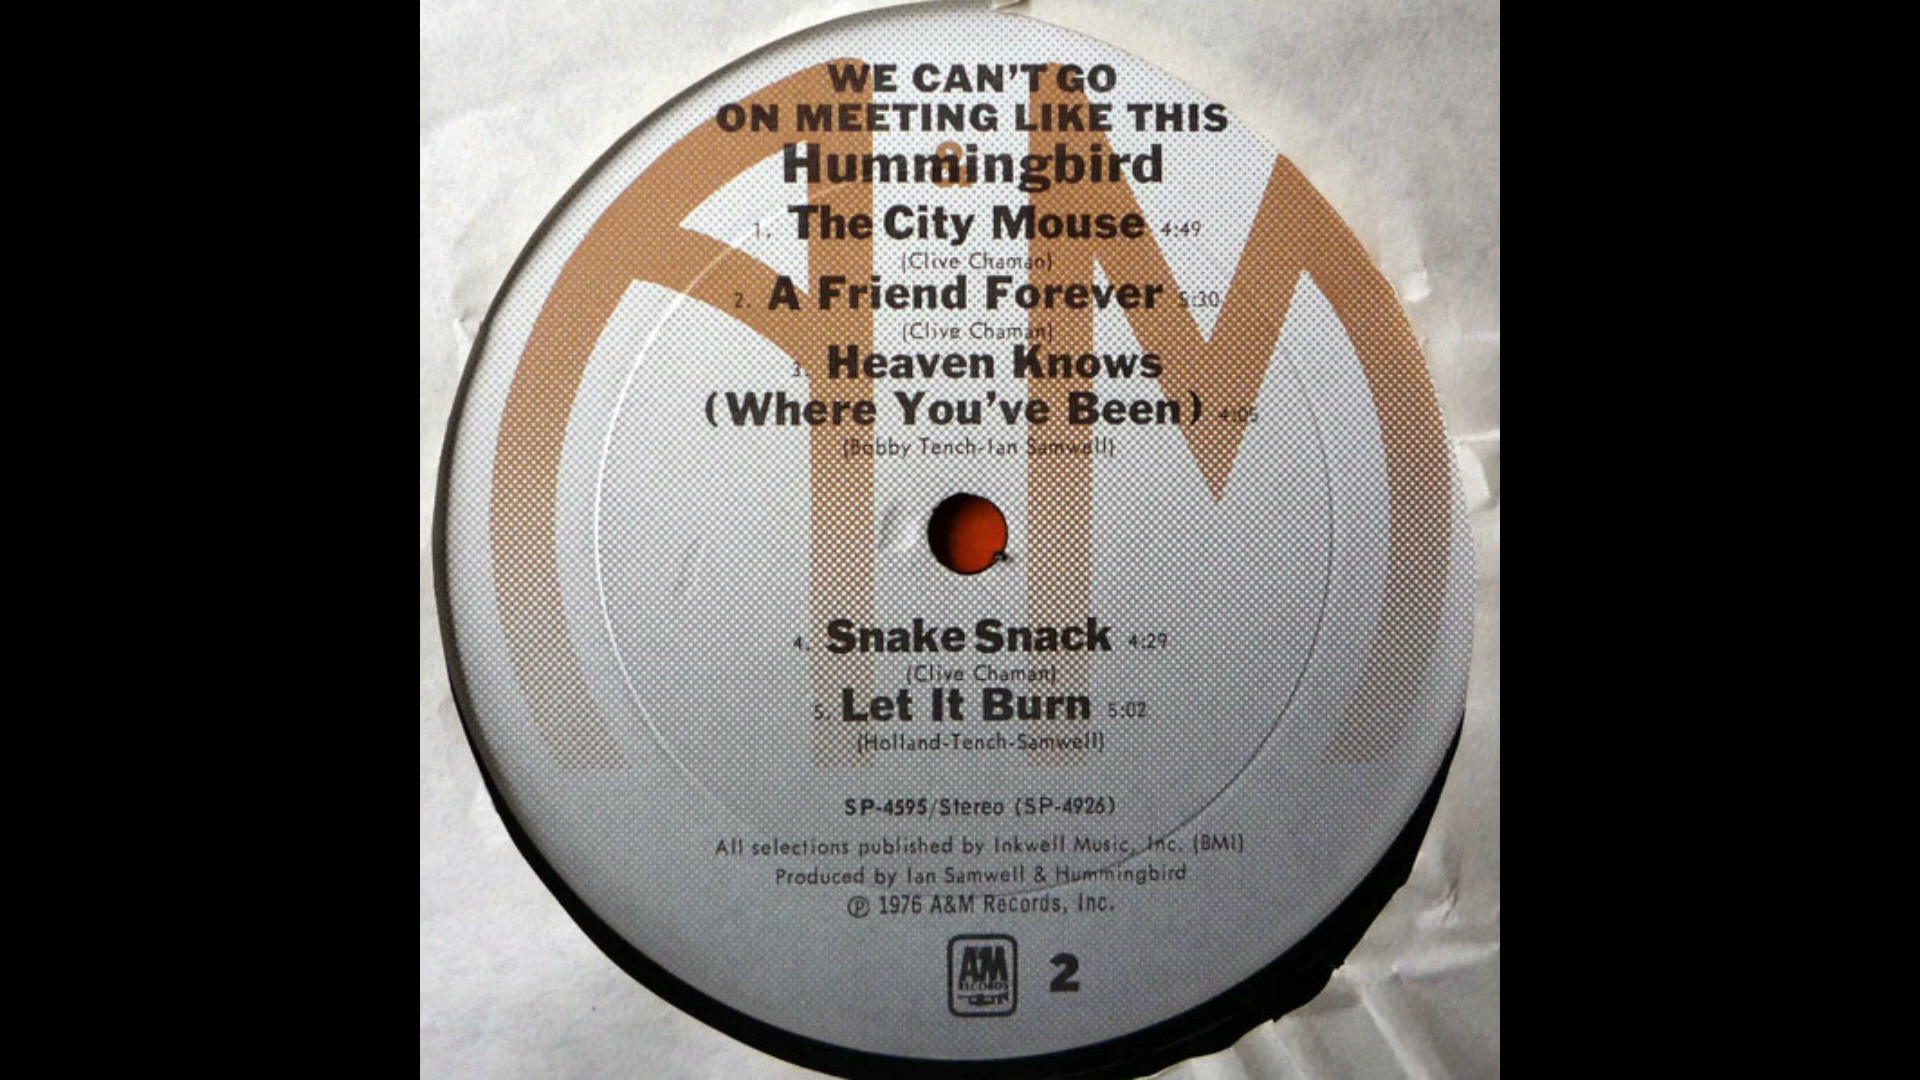 WE CAN'T GO
ON MEETING LIKE THIS
Hummingbird
1. The City Mouse 4:49
(Clive Chaman)
2. A Friend Forever 5:30
(Clive Chaman)
3. Heaven Knows
(Where You've Been) 4:05
(Bobby Tench-Ian Samwell)
4. Snake Snack 4:29
(Clive Chaman)
5. Let It Burn 5:02
(Holland-Tench-Samwell)
SP-4595/Stereo (SP-4926)
All selections published by Inkwell Music, Inc. (BMI)
Produced by Ian Samwell & Hummingbird
℗ 1976 A&M Records, Inc.
A&M
RECORDS
2